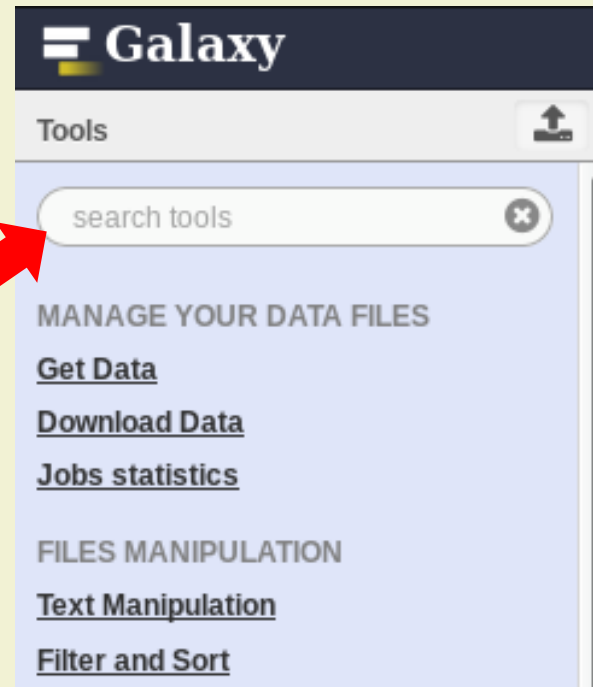 Galaxy
Tools
search tools
MANAGE YOUR DATA FILES
Get Data
Download Data
Jobs statistics
FILES MANIPULATION
Text Manipulation
Filter and Sort